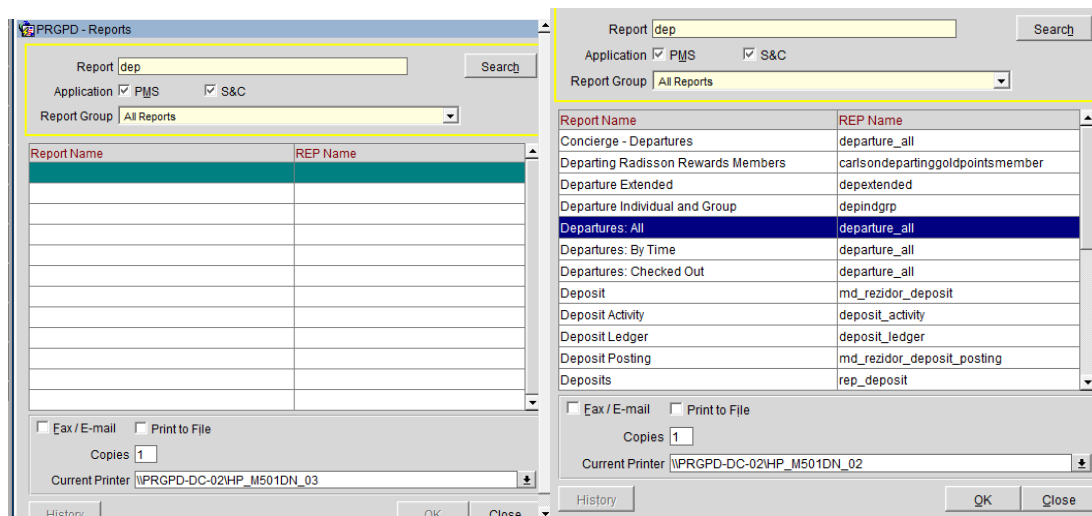 PRGPD - Reports
Report dep Search
Application PMS S&C
Report Group All Reports
Report Name REP Name
Fax / E-mail Print to File
Copies 1
Current Printer \\PRGPD-DC-02\HP_M501DN_03
History OK Close
Report dep Search
Application PMS S&C
Report Group All Reports
Report Name REP Name
Concierge - Departures departure_all
Departing Radisson Rewards Members carlsondepartinggoldpointsmember
Departure Extended depextended
Departure Individual and Group depindgrp
Departures: All departure_all
Departures: By Time departure_all
Departures: Checked Out departure_all
Deposit md_rezidor_deposit
Deposit Activity deposit_activity
Deposit Ledger deposit_ledger
Deposit Posting md_rezidor_deposit_posting
Deposits rep_deposit
Fax / E-mail Print to File
Copies 1
Current Printer \\PRGPD-DC-02\HP_M501DN_02
History OK Close